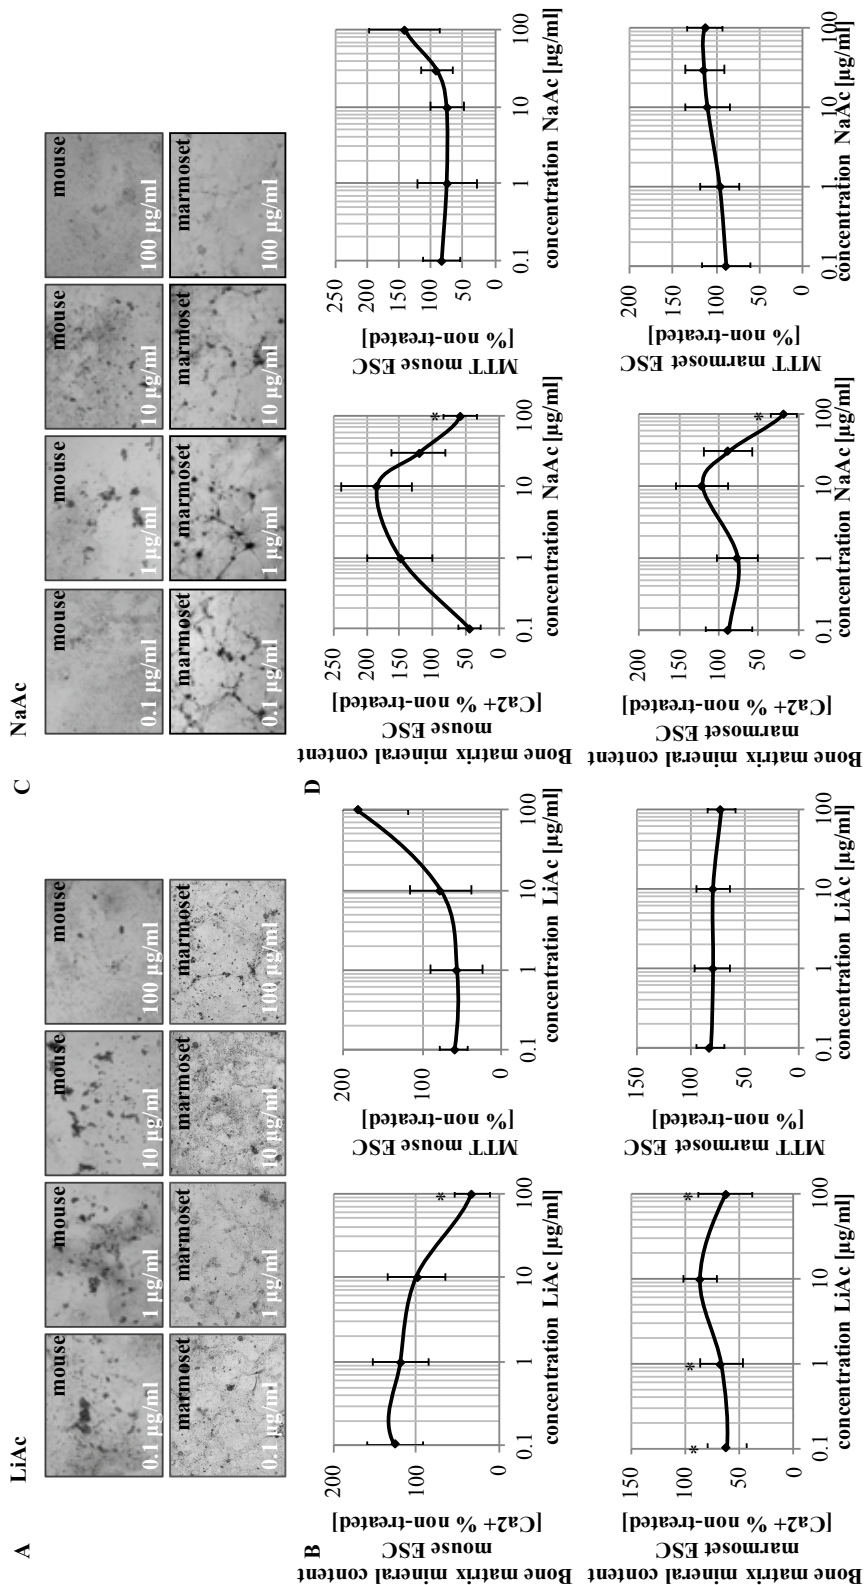 A
LiAc
mouse
0.1 µg/ml
mouse
1 µg/ml
mouse
10 µg/ml
mouse
100 µg/ml
marmoset
0.1 µg/ml
marmoset
1 µg/ml
marmoset
10 µg/ml
marmoset
100 µg/ml
B
Bone matrix mineral content
mouse ESC
[Ca2+ % non-treated]
200
100
0
*
0.1
1
10
100
concentration LiAc [µg/ml]
MTT mouse ESC
[% non-treated]
200
100
0
0.1
1
10
100
concentration LiAc [µg/ml]
Bone matrix mineral content
marmoset ESC
[Ca2+ % non-treated]
150
100
50
0
*
*
*
0.1
1
10
100
concentration LiAc [µg/ml]
MTT marmoset ESC
[% non-treated]
150
100
50
0
0.1
1
10
100
concentration LiAc [µg/ml]
C
NaAc
mouse
0.1 µg/ml
mouse
1 µg/ml
mouse
10 µg/ml
mouse
100 µg/ml
marmoset
0.1 µg/ml
marmoset
1 µg/ml
marmoset
10 µg/ml
marmoset
100 µg/ml
D
Bone matrix mineral content
mouse ESC
[Ca2+ % non-treated]
250
200
150
100
50
0
*
0.1
1
10
100
concentration NaAc [µg/ml]
MTT mouse ESC
[% non-treated]
250
200
150
100
50
0
0.1
1
10
100
concentration NaAc [µg/ml]
Bone matrix mineral content
marmoset ESC
[Ca2+ % non-treated]
200
150
100
50
0
*
0.1
1
10
100
concentration NaAc [µg/ml]
MTT marmoset ESC
[% non-treated]
200
150
100
50
0
0.1
1
10
100
concentration NaAc [µg/ml]